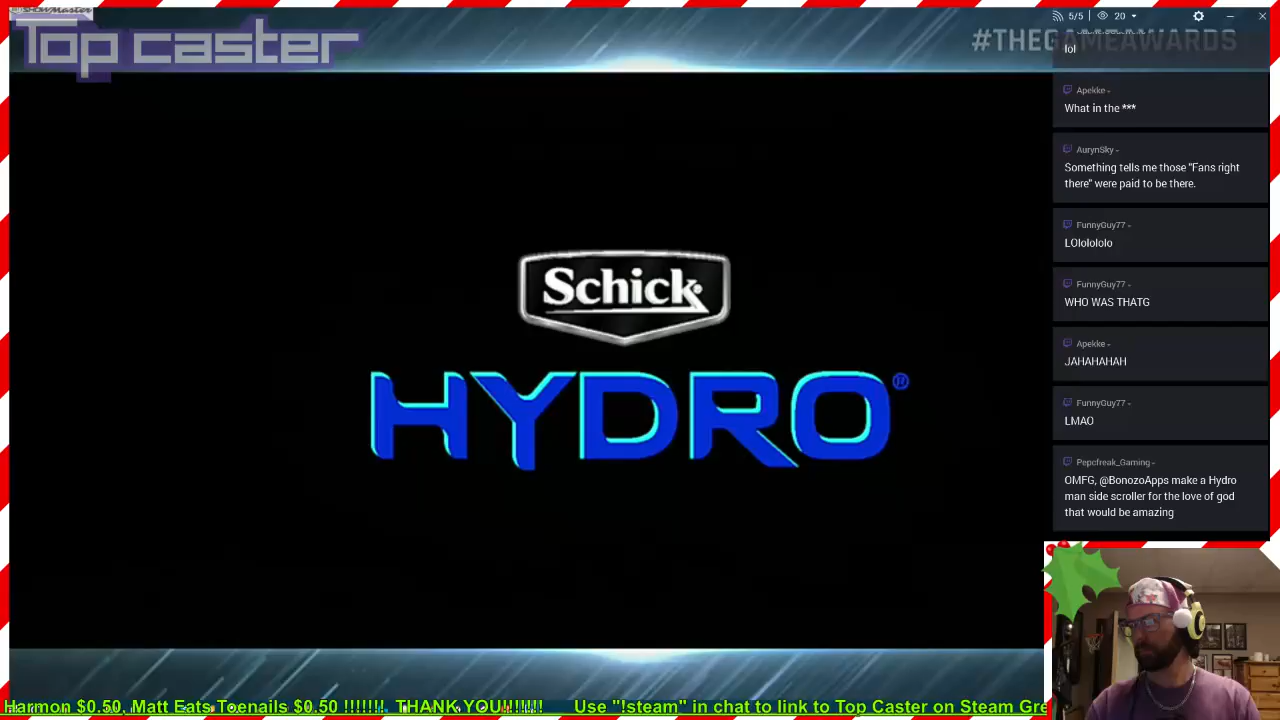 Top caster
#THEGAMEAWARDS
5/5
20
lol
Apekke
What in the ***
AurynSky
Something tells me those "Fans right
there" were paid to be there.
FunnyGuy77
LOlolololo
FunnyGuy77
WHO WAS THATG
Apekke
JAHAHAHAH
FunnyGuy77
LMAO
Pepcfreak_Gaming
OMFG, @BonozoApps make a Hydro
man side scroller for the love of god
that would be amazing
Schick
HYDRO®
Harmon $0.50, Matt Eats Toenails $0.50 !!!!!!! THANK YOU!!!!!!! Use "!steam" in chat to link to Top Caster on Steam Gre